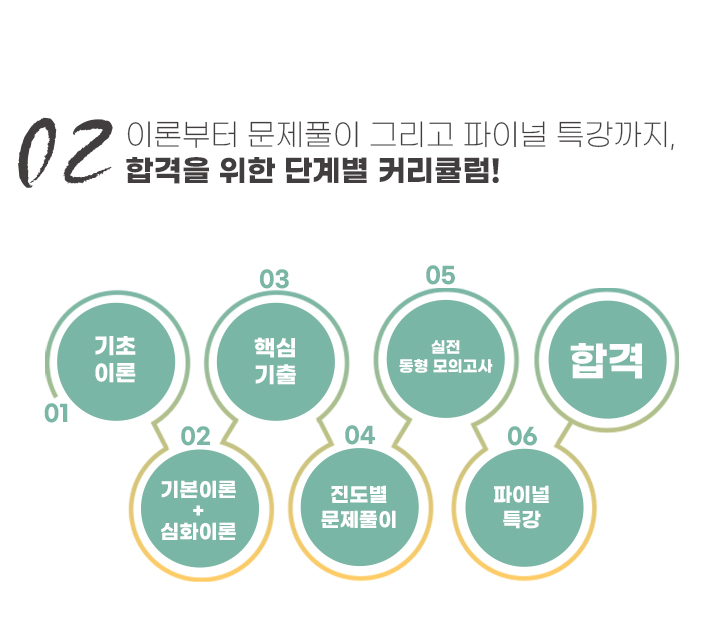 02
이론부터 문제풀이 그리고 파이널 특강까지,
합격을 위한 단계별 커리큘럼!
01
기초
이론
02
기본이론
+
심화이론
03
핵심
기출
04
진도별
문제풀이
05
실전
동형 모의고사
06
파이널
특강
합격